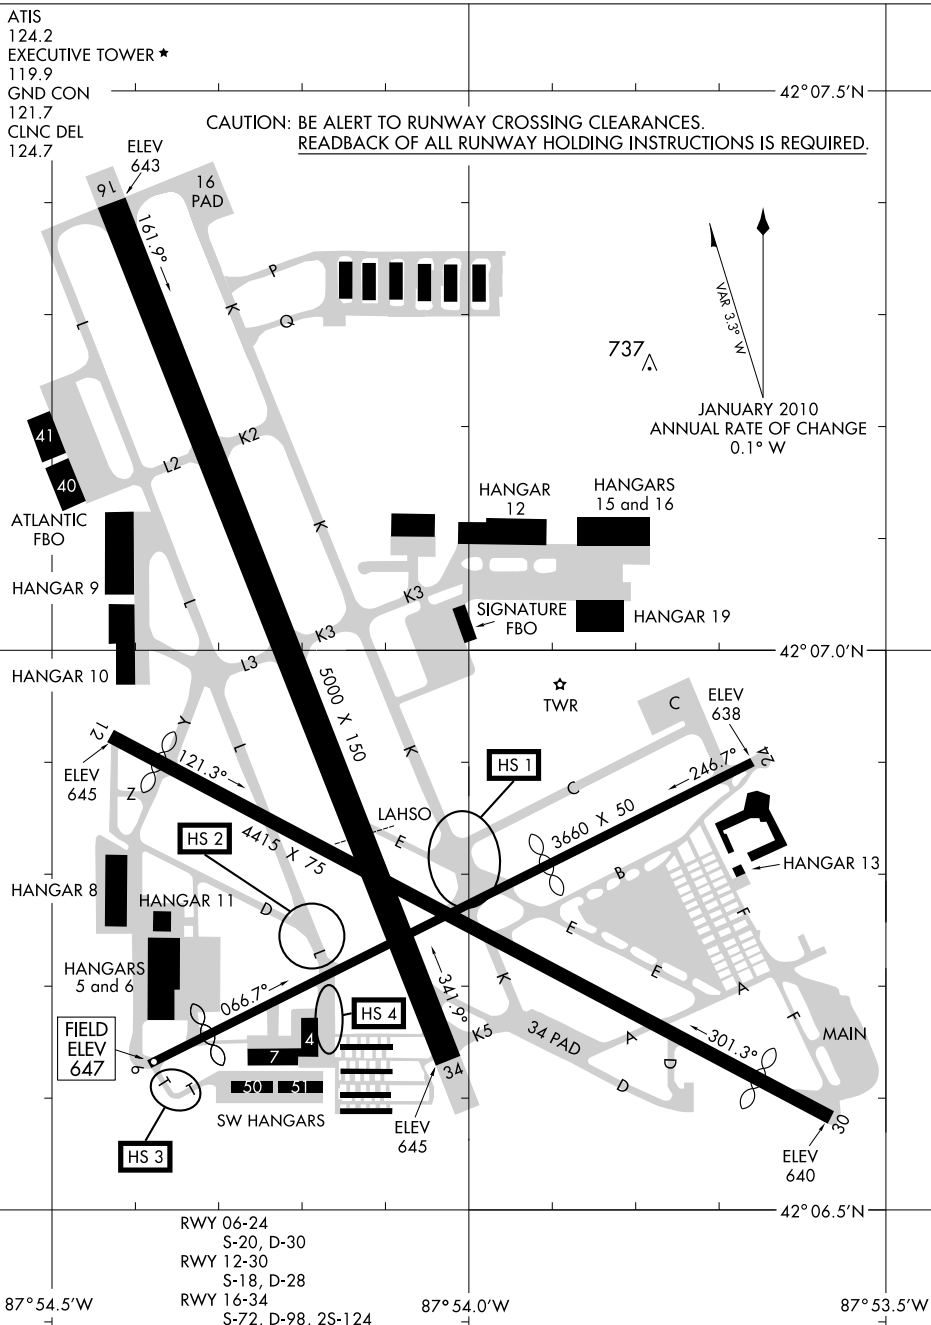 ATIS
124.2
EXECUTIVE TOWER ★
119.9
GND CON
121.7
CLNC DEL
124.7
42°07.5'N
CAUTION: BE ALERT TO RUNWAY CROSSING CLEARANCES.
READBACK OF ALL RUNWAY HOLDING INSTRUCTIONS IS REQUIRED.
ELEV
643
16
16
PAD
161.9°
P
Q
K
L
VAR 3.3° W
737
JANUARY 2010
ANNUAL RATE OF CHANGE
0.1° W
41
40
K2
L2
ATLANTIC
FBO
HANGAR
12
HANGARS
15 and 16
K
HANGAR 9
L
K3
K3
SIGNATURE
FBO
HANGAR 19
42°07.0'N
HANGAR 10
L3
5000 X 150
TWR
C
ELEV
638
12
Y
L
K
24
ELEV
645
121.3°
Z
246.7°
HS 1
C
LAHSO
3660 X 50
HS 2
4415 X 75
E
HANGAR 13
HANGAR 8
B
HANGAR 11
D
F
E
L
HANGARS
5 and 6
E
K
A
066.7°
341.9°
HS 4
FIELD
ELEV
647
4
K5
34 PAD
A
F
MAIN
7
301.3°
6
T
T
34
D
D
50
51
SW HANGARS
ELEV
645
30
HS 3
ELEV
640
42°06.5'N
RWY 06-24
S-20, D-30
RWY 12-30
S-18, D-28
RWY 16-34
S-72, D-98, 2S-124
87°54.5'W
87°54.0'W
87°53.5'W